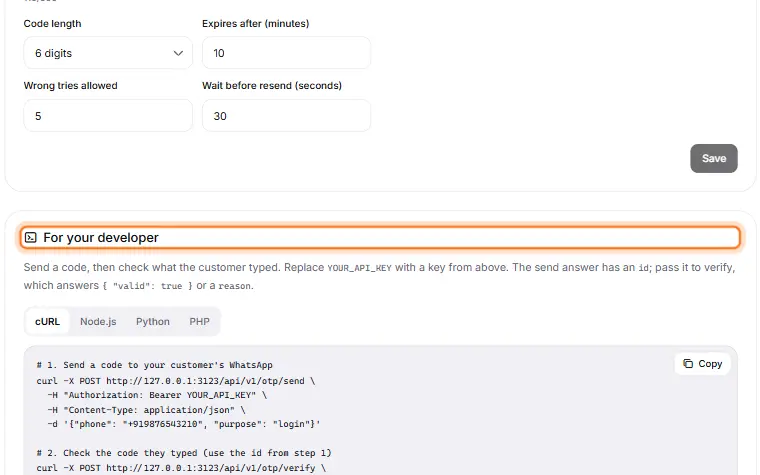 Code length
Expires after (minutes)
6 digits
10
Wrong tries allowed
Wait before resend (seconds)
5
30
Save
For your developer
Send a code, then check what the customer typed. Replace YOUR_API_KEY with a key from above. The send answer has an id; pass it to verify,
which answers { "valid": true } or a reason.
cURL
Node.js
Python
PHP
Copy
# 1. Send a code to your customer's WhatsApp
curl -X POST http://127.0.0.1:3123/api/v1/otp/send \
-H "Authorization: Bearer YOUR_API_KEY" \
-H "Content-Type: application/json" \
-d '{"phone": "+919876543210", "purpose": "login"}'
# 2. Check the code they typed (use the id from step 1)
curl -X POST http://127.0.0.1:3123/api/v1/otp/verify \